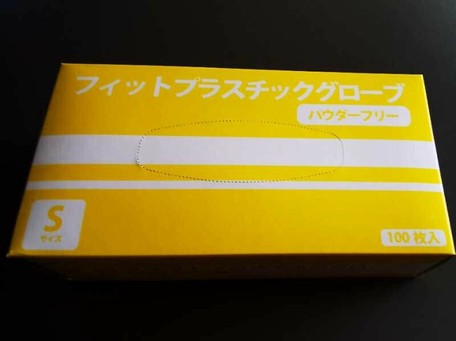 フィットプラスチックグローブ
パウダーフリー
S
サイズ
100枚入